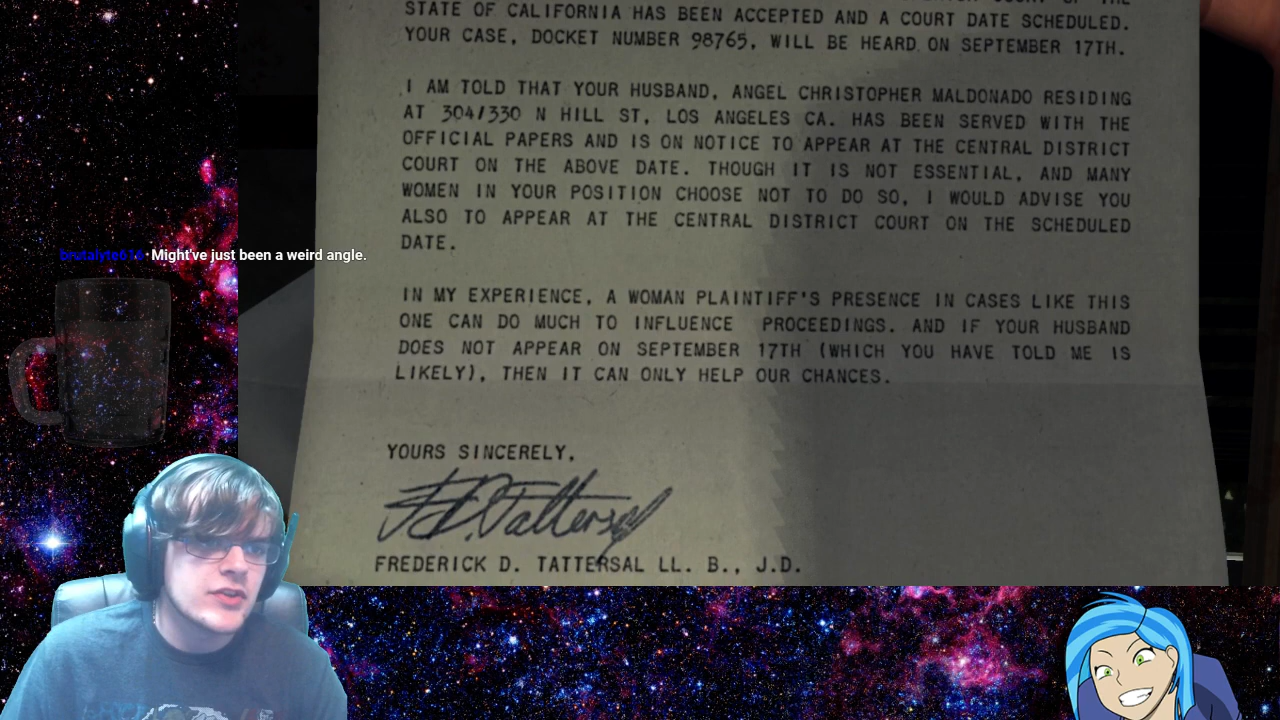 STATE OF CALIFORNIA HAS BEEN ACCEPTED AND A COURT DATE SCHEDULED.
YOUR CASE, DOCKET NUMBER 98765, WILL BE HEARD ON SEPTEMBER 17TH.
I AM TOLD THAT YOUR HUSBAND, ANGEL CHRISTOPHER MALDONADO RESIDING
AT 304/330 N HILL ST, LOS ANGELES CA. HAS BEEN SERVED WITH THE
OFFICIAL PAPERS AND IS ON NOTICE TO APPEAR AT THE CENTRAL DISTRICT
COURT ON THE ABOVE DATE. THOUGH IT IS NOT ESSENTIAL, AND MANY
WOMEN IN YOUR POSITION CHOOSE NOT TO DO SO, I WOULD ADVISE YOU
ALSO TO APPEAR AT THE CENTRAL DISTRICT COURT ON THE SCHEDULED
DATE.
brutalyte616 · Might've just been a weird angle.
IN MY EXPERIENCE, A WOMAN PLAINTIFF'S PRESENCE IN CASES LIKE THIS
ONE CAN DO MUCH TO INFLUENCE PROCEEDINGS. AND IF YOUR HUSBAND
DOES NOT APPEAR ON SEPTEMBER 17TH (WHICH YOU HAVE TOLD ME IS
LIKELY), THEN IT CAN ONLY HELP OUR CHANCES.
YOURS SINCERELY,
F.D. Tattersal
FREDERICK D. TATTERSAL LL. B., J.D.